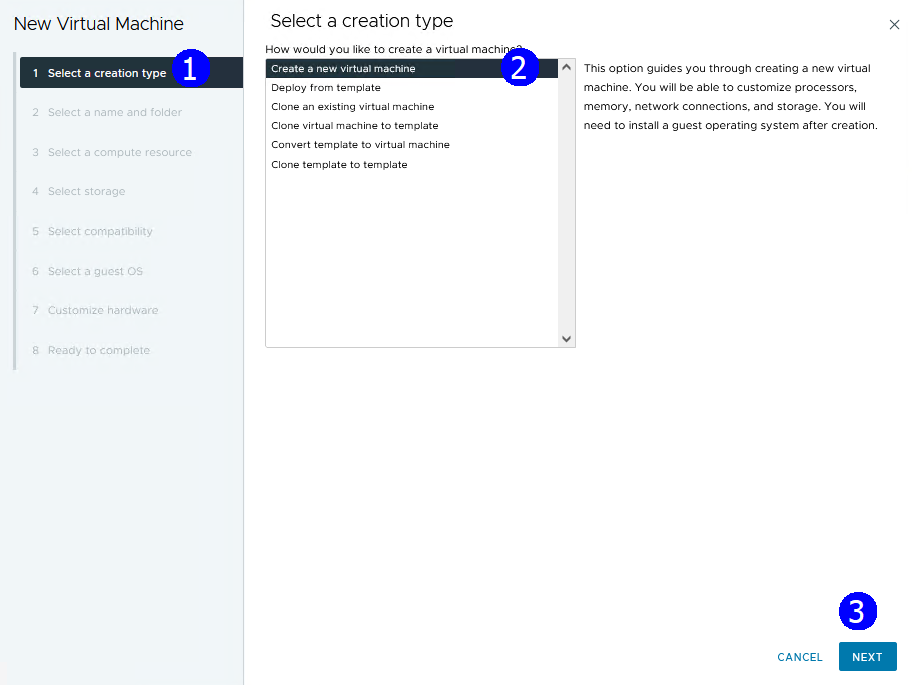 New Virtual Machine
1 Select a creation type 1
2 Select a name and folder
3 Select a compute resource
4 Select storage
5 Select compatibility
6 Select a guest OS
7 Customize hardware
8 Ready to complete
Select a creation type
How would you like to create a virtual machine?
Create a new virtual machine 2
Deploy from template
Clone an existing virtual machine
Clone virtual machine to template
Convert template to virtual machine
Clone template to template
This option guides you through creating a new virtual
machine. You will be able to customize processors,
memory, network connections, and storage. You will
need to install a guest operating system after creation.
3
CANCEL NEXT